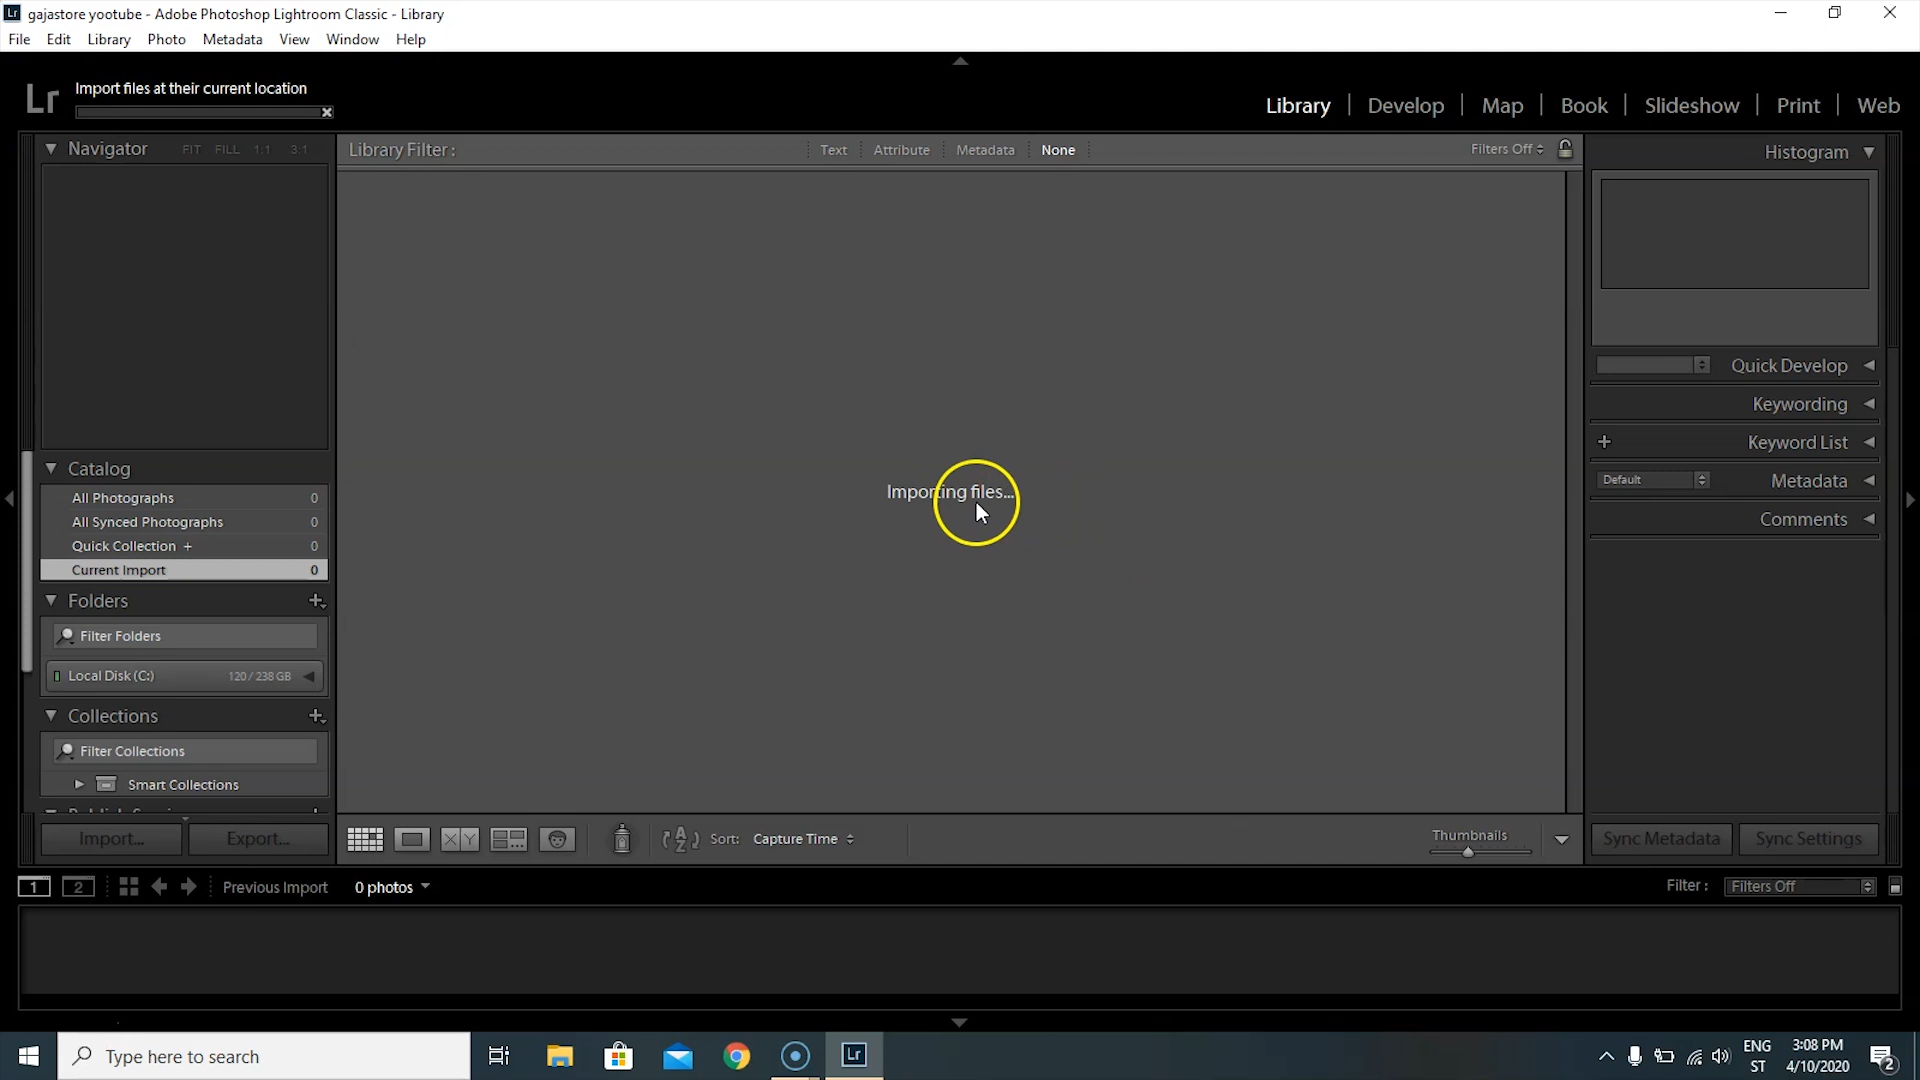 gajastore yootube - Adobe Photoshop Lightroom Classic - Library
File Edit Library Photo Metadata View Window Help
Lr
Import files at their current location
Library | Develop | Map | Book | Slideshow | Print | Web
Navigator FIT FILL 1:1 3:1
Library Filter : Text Attribute Metadata None Filters Off
Histogram
Importing files...
Quick Develop
Keywording
Keyword List
Default Metadata
Comments
Catalog
All Photographs 0
All Synced Photographs 0
Quick Collection + 0
Current Import 0
Folders
Filter Folders
Local Disk (C:) 120 / 238 GB
Collections
Filter Collections
Smart Collections
Import... Export...
XY
Sort: Capture Time
Thumbnails
Sync Metadata Sync Settings
1 2 Previous Import 0 photos
Filter : Filters Off
Type here to search
Lr
ENG
ST
3:08 PM
4/10/2020
2